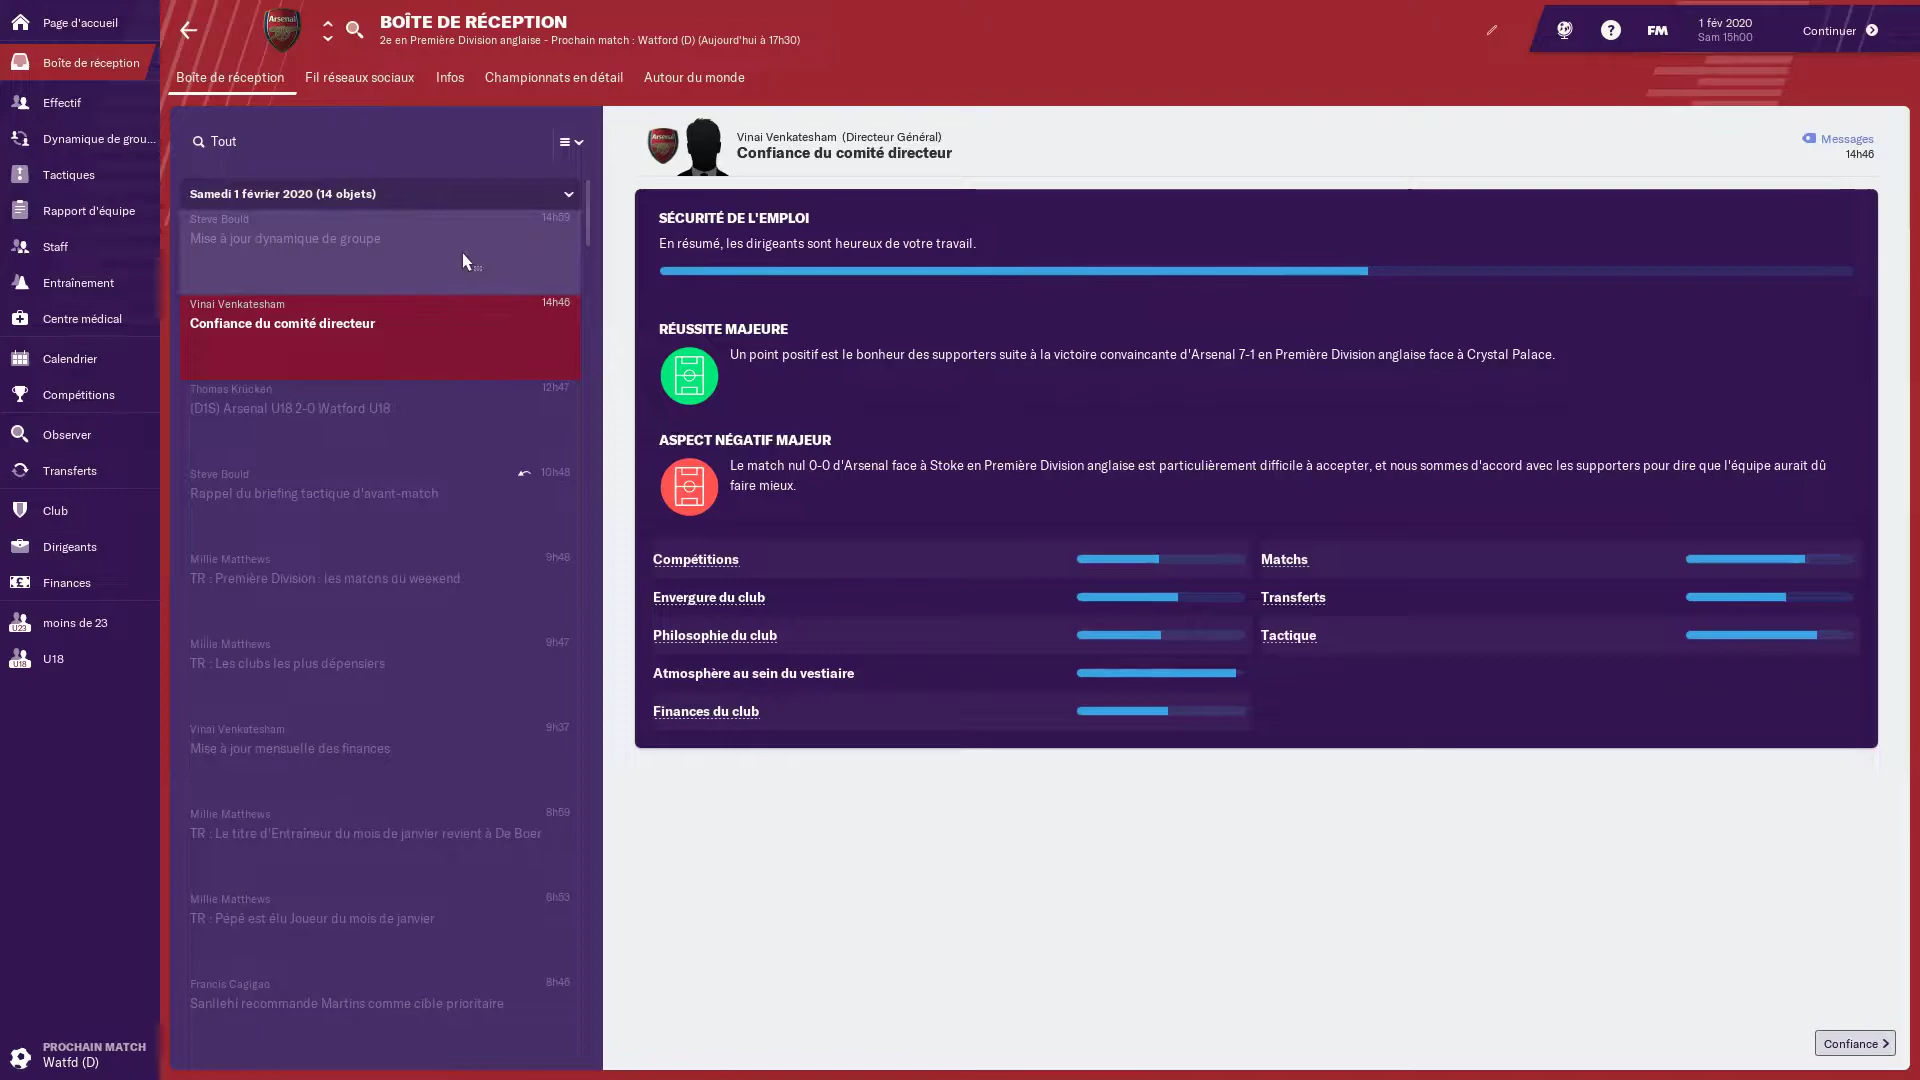 Page d'accueil
Boîte de réception
Effectif
Dynamique de grou...
Tactiques
Rapport d'équipe
Staff
Entraînement
Centre médical
Calendrier
Compétitions
Observer
Transferts
Club
Dirigeants
Finances
U23
moins de 23
U18
U18
PROCHAIN MATCH
Watfd (D)
Arsenal
BOÎTE DE RÉCEPTION
2e en Première Division anglaise - Prochain match : Watford (D) (Aujourd'hui à 17h30)
?
FM
1 fév 2020
Sam 15h00
Continuer
Boîte de réception
Fil réseaux sociaux
Infos
Championnats en détail
Autour du monde
Tout
Samedi 1 février 2020 (14 objets)
Steve Bould 14h59
Mise à jour dynamique de groupe
Vinai Venkatesham 14h46
Confiance du comité directeur
Thomas Krücken 12h47
(D1S) Arsenal U18 2-0 Watford U18
Steve Bould 10h48
Rappel du briefing tactique d'avant-match
Millie Matthews 9h48
TR : Première Division : les matchs du weekend
Millie Matthews 9h47
TR : Les clubs les plus dépensiers
Vinai Venkatesham 9h37
Mise à jour mensuelle des finances
Millie Matthews 8h59
TR : Le titre d'Entraîneur du mois de janvier revient à De Boer
Millie Matthews 8h53
TR : Pépé est élu Joueur du mois de janvier
Francis Cagigao 8h46
Sanllehi recommande Martins comme cible prioritaire
Arsenal
Vinai Venkatesham (Directeur Général)
Confiance du comité directeur
Messages
14h46
SÉCURITÉ DE L'EMPLOI
En résumé, les dirigeants sont heureux de votre travail.
RÉUSSITE MAJEURE
Un point positif est le bonheur des supporters suite à la victoire convaincante d'Arsenal 7-1 en Première Division anglaise face à Crystal Palace.
ASPECT NÉGATIF MAJEUR
Le match nul 0-0 d'Arsenal face à Stoke en Première Division anglaise est particulièrement difficile à accepter, et nous sommes d'accord avec les supporters pour dire que l'équipe aurait dû
faire mieux.
Compétitions
Matchs
Envergure du club
Transferts
Philosophie du club
Tactique
Atmosphère au sein du vestiaire
Finances du club
Confiance